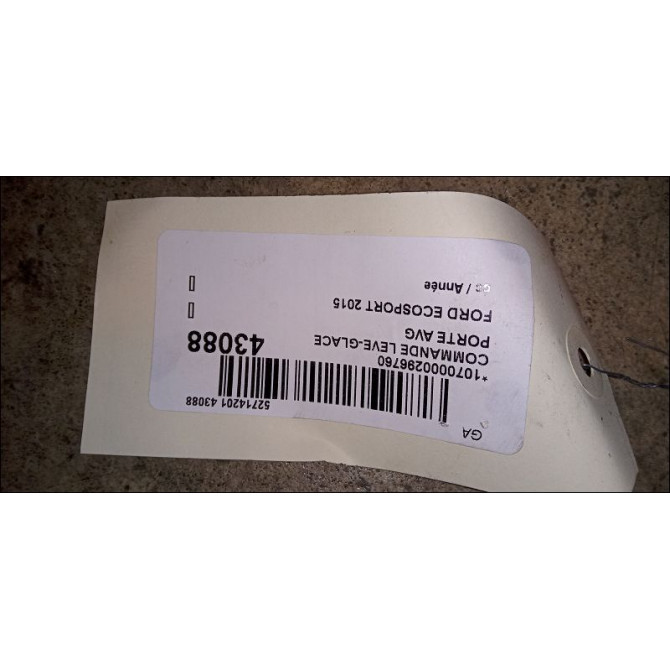 GA
52714201 43088
*1070000296760
COMMANDE LEVE-GLACE
PORTE AVG 43088
FORD ECOSPORT 2015
/ Année